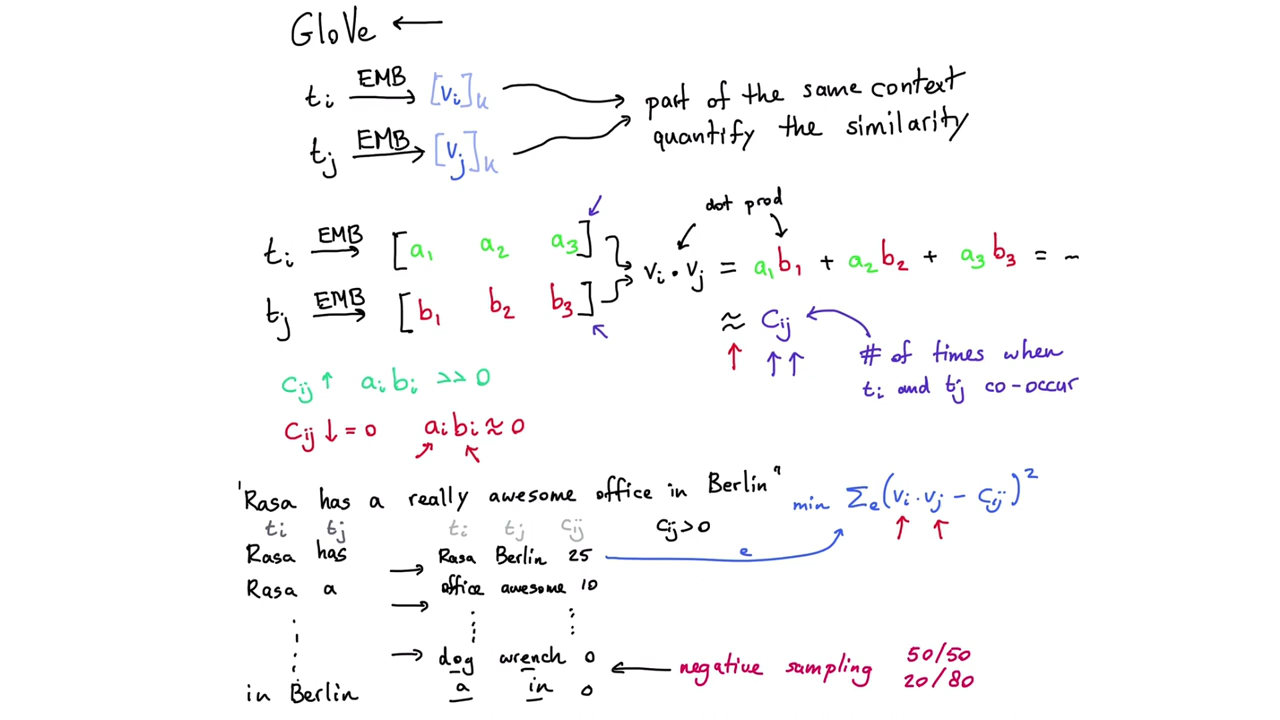 GloVe ←
tᵢ EMB→ [vᵢ]ₖ
part of the same context
tⱼ EMB→ [vⱼ]ₖ
quantify the similarity
dot prod
tᵢ EMB→ [a₁ a₂ a₃]
vᵢ · vⱼ = a₁b₁ + a₂b₂ + a₃b₃ = ~
tⱼ EMB→ [b₁ b₂ b₃]
≈ Cᵢⱼ
# of times when
tᵢ and tⱼ co-occur
Cᵢⱼ ↑ aᵢbᵢ >> 0
Cᵢⱼ ↓ = 0 aᵢbᵢ ≈ 0
"Rasa has a really awesome office in Berlin"
min Σₑ(vᵢ·vⱼ - Cᵢⱼ)²
tᵢ tⱼ
tᵢ tⱼ Cᵢⱼ
Cᵢⱼ>0
Rasa has
Rasa Berlin 25
e
Rasa a
office awesome 10
dog wrench 0
negative sampling 50/50
20/80
in Berlin
a in 0